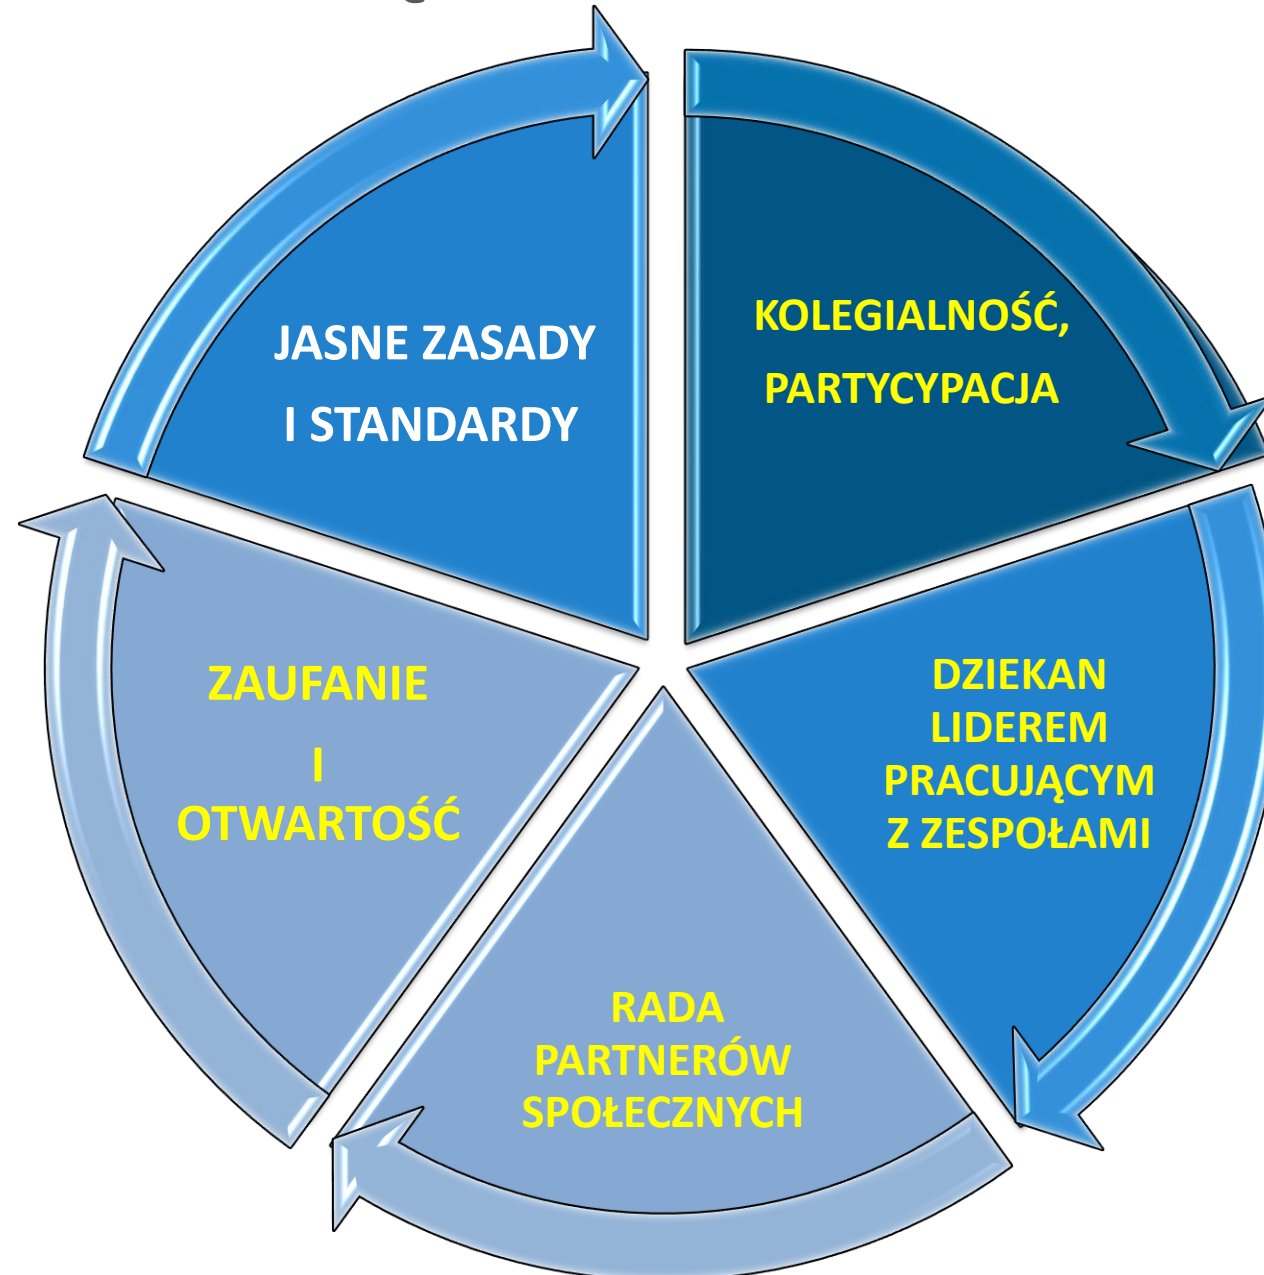 JASNE ZASADY
I STANDARDY
KOLEGIALNOŚĆ,
PARTYCYPACJA
DZIEKAN
LIDEREM
PRACUJĄCYM
Z ZESPOŁAMI
RADA
PARTNERÓW
SPOŁECZNYCH
ZAUFANIE
I
OTWARTOŚĆ